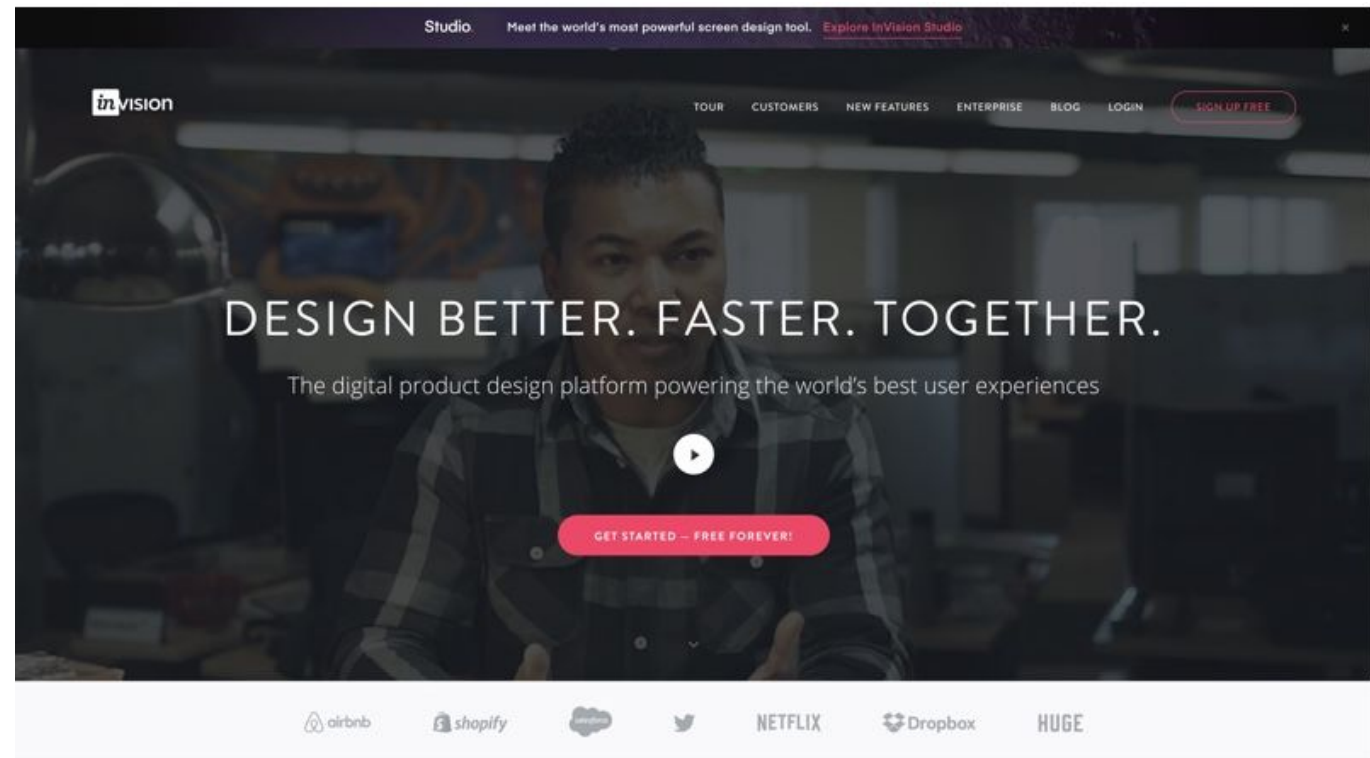 Studio Meet the world's most powerful screen design tool. Explore InVision Studio ×
invision TOUR CUSTOMERS NEW FEATURES ENTERPRISE BLOG LOGIN SIGN UP FREE
DESIGN BETTER. FASTER. TOGETHER.
The digital product design platform powering the world's best user experiences
GET STARTED — FREE FOREVER!
airbnb shopify salesforce NETFLIX Dropbox HUGE